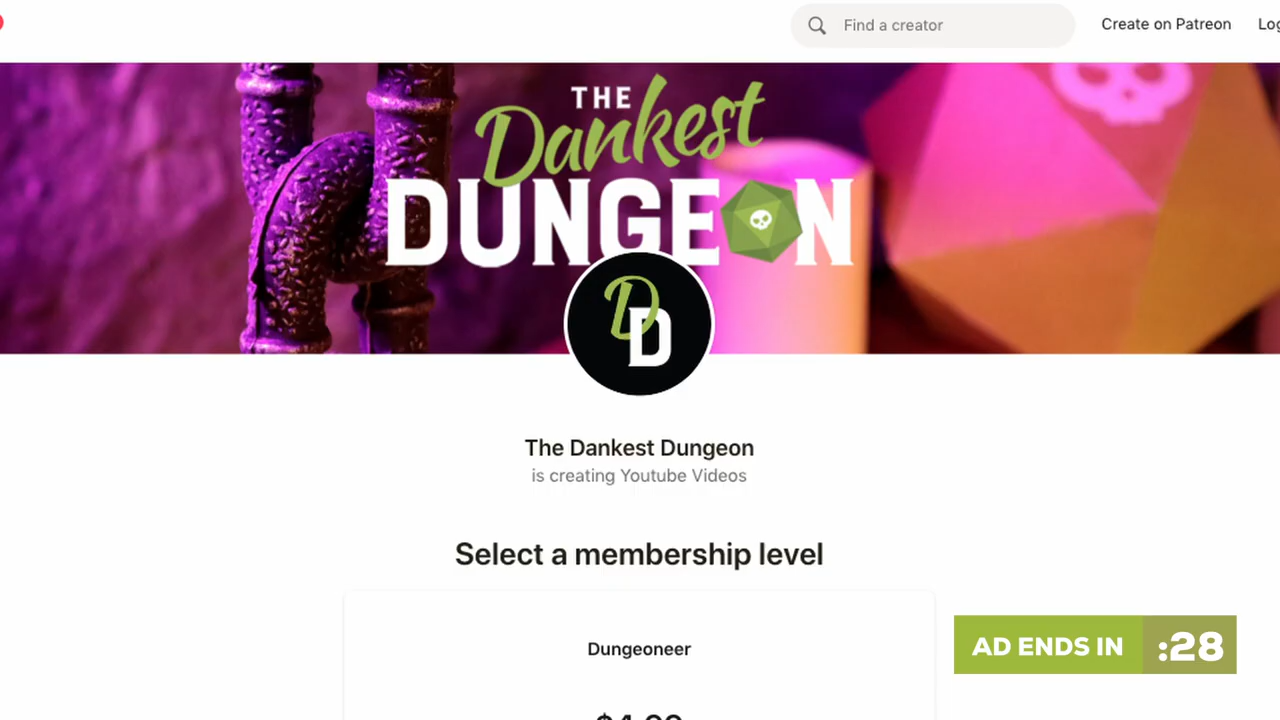 Find a creator
Create on Patreon
THE
Dankest
DUNGEON
DD
The Dankest Dungeon
is creating Youtube Videos
Select a membership level
Dungeoneer
AD ENDS IN :28